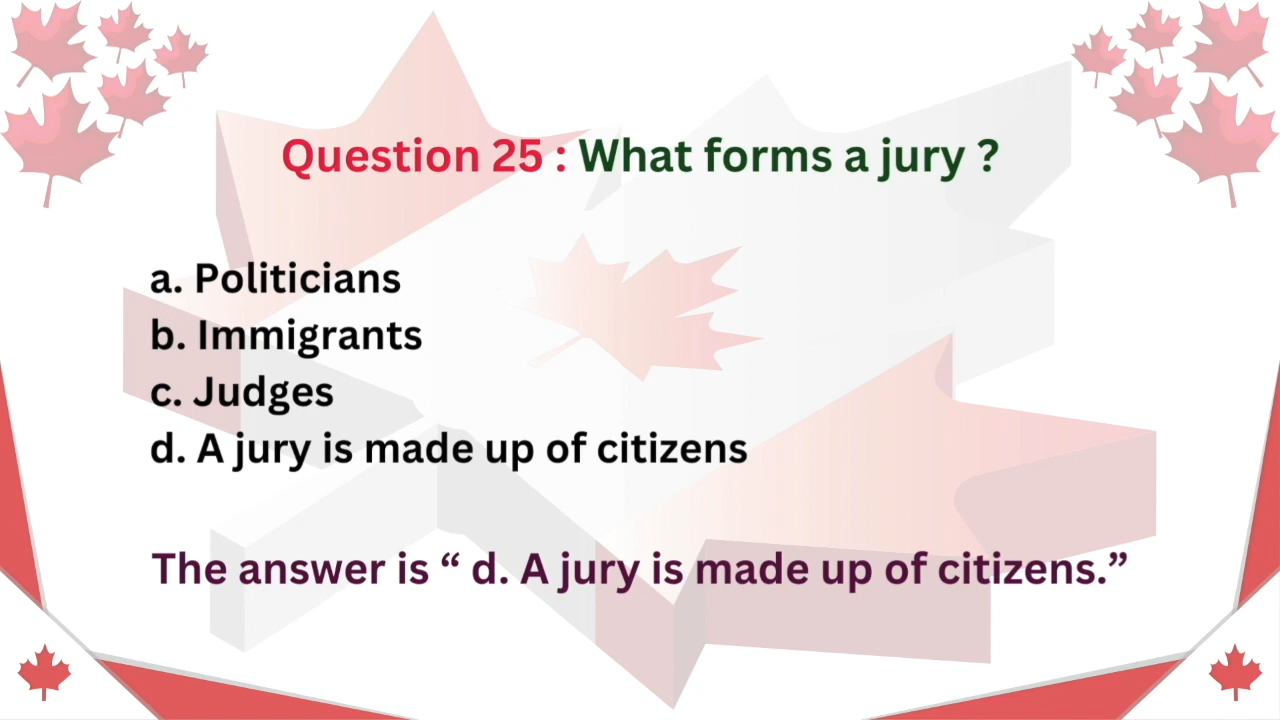 Question 25 : What forms a jury ?
a. Politicians
b. Immigrants
c. Judges
d. A jury is made up of citizens
The answer is “ d. A jury is made up of citizens.”